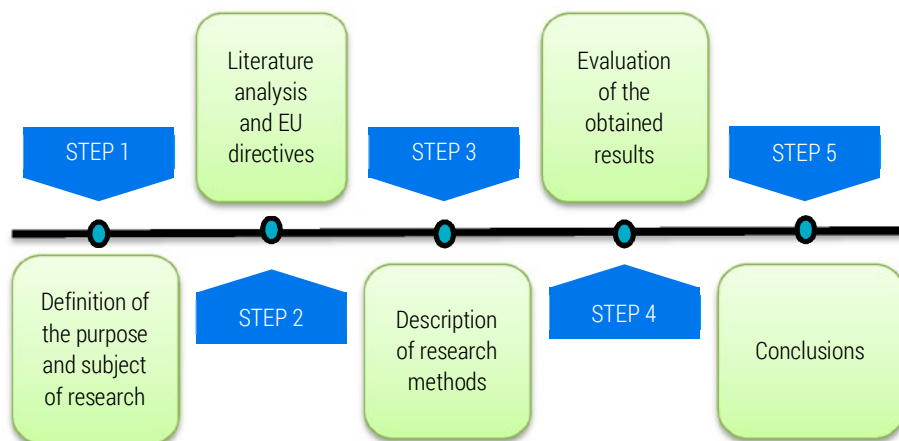 STEP 1
Definition of
the purpose
and subject
of research
Literature
analysis
and EU
directives
STEP 2
STEP 3
Description
of research
methods
Evaluation
of the
obtained
results
STEP 4
STEP 5
Conclusions